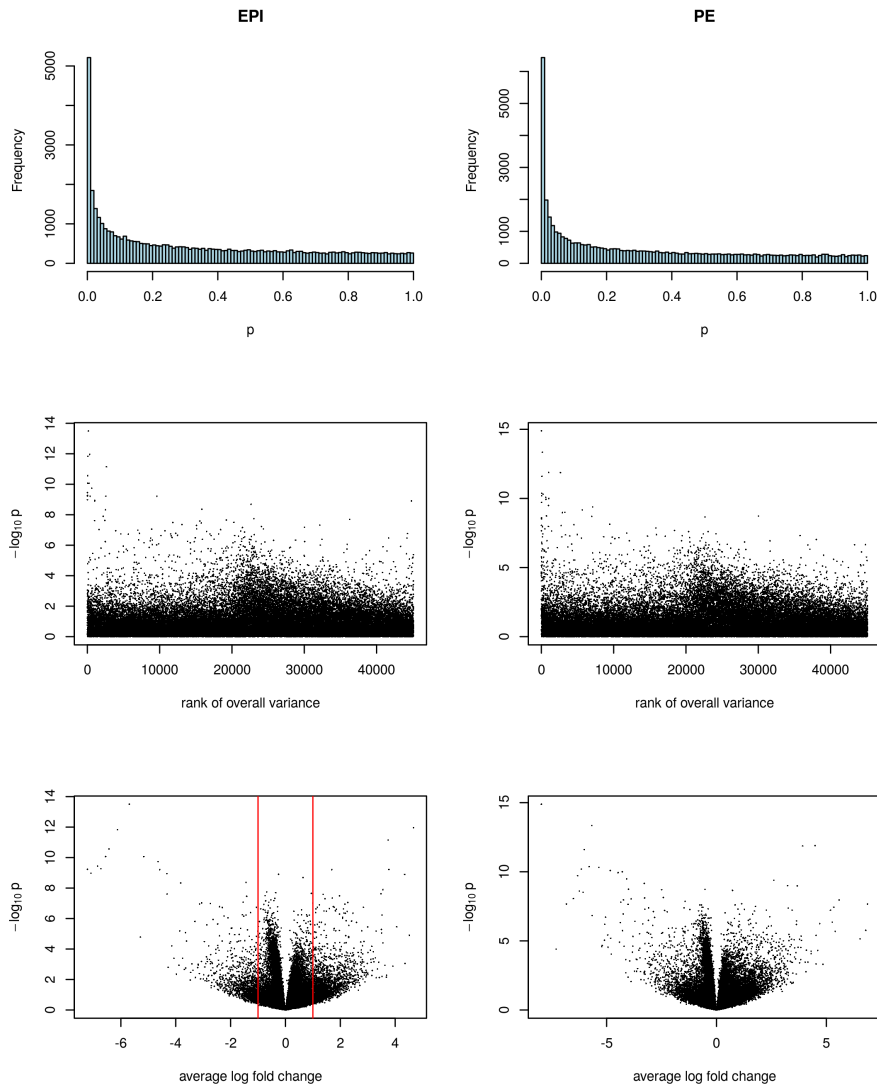 EPI
PE
Frequency
0 1000 3000 5000
0.0 0.2 0.4 0.6 0.8 1.0
p
Frequency
0 1000 3000 5000
0.0 0.2 0.4 0.6 0.8 1.0
p
−log10 p
0 2 4 6 8 10 12 14
0 10000 20000 30000 40000
rank of overall variance
−log10 p
0 5 10 15
0 10000 20000 30000 40000
rank of overall variance
−log10 p
0 2 4 6 8 10 12 14
-6 -4 -2 0 2 4
average log fold change
−log10 p
0 5 10 15
-5 0 5
average log fold change